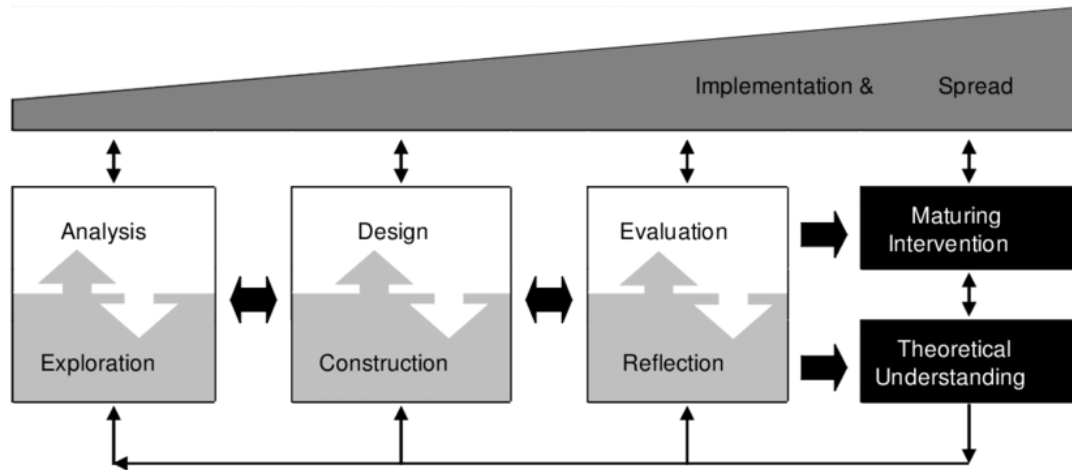 Implementation & Spread
Analysis
Design
Evaluation
Maturing
Intervention
Exploration
Construction
Reflection
Theoretical
Understanding